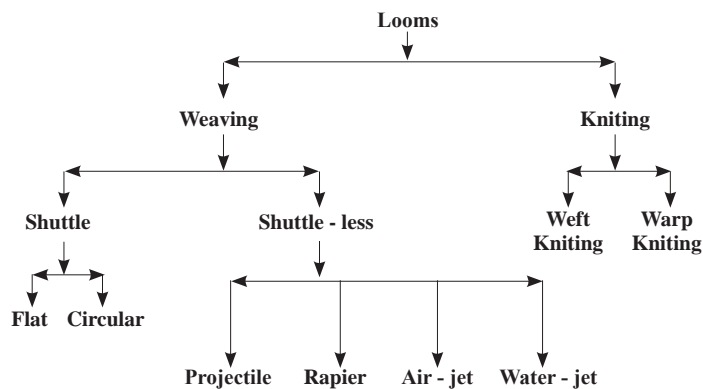 Looms
Weaving
Kniting
Shuttle
Shuttle - less
Weft
Kniting
Warp
Kniting
Flat
Circular
Projectile
Rapier
Air - jet
Water - jet